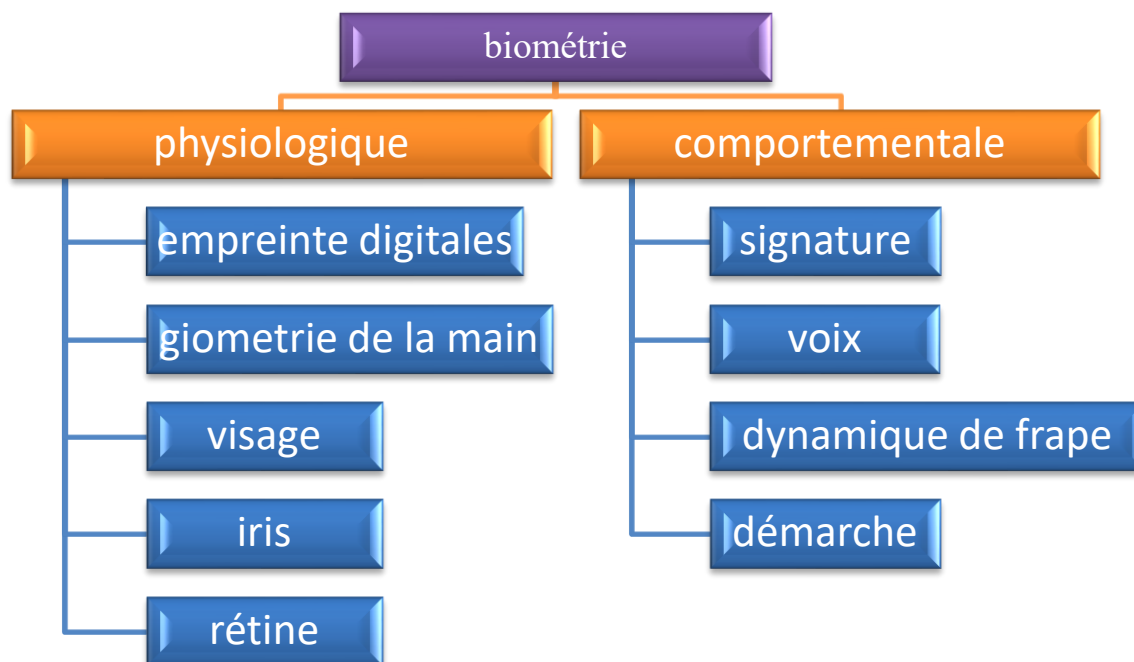 biométrie
physiologique
empreinte digitales
giometrie de la main
visage
iris
rétine
comportementale
signature
voix
dynamique de frape
démarche